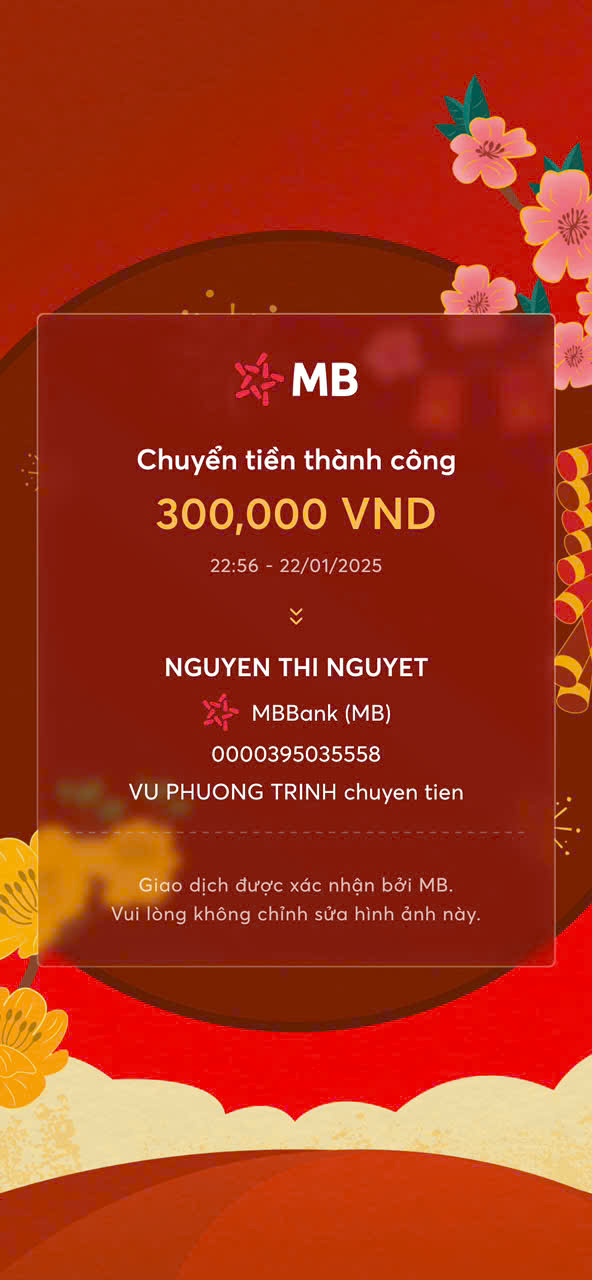 MB
Chuyển tiền thành công
300,000 VND
22:56 - 22/01/2025
NGUYEN THI NGUYET
MBBank (MB)
0000395035558
VU PHUONG TRINH chuyen tien
Giao dịch được xác nhận bởi MB.
Vui lòng không chỉnh sửa hình ảnh này.